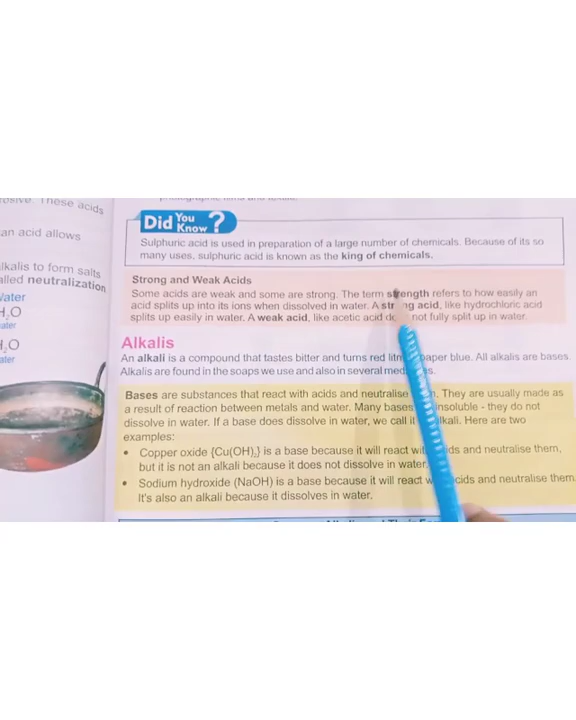 rosive. These acids
an acid allows
lkalis to form salts
alled neutralization
Water
H₂O
ater
H₂O
ater
Did You Know?
Sulphuric acid is used in preparation of a large number of chemicals. Because of its so
many uses, sulphuric acid is known as the king of chemicals.
Strong and Weak Acids
Some acids are weak and some are strong. The term strength refers to how easily an
acid splits up into its ions when dissolved in water. A strong acid, like hydrochloric acid
splits up easily in water. A weak acid, like acetic acid do not fully split up in water.
Alkalis
An alkali is a compound that tastes bitter and turns red litmus paper blue. All alkalis are bases.
Alkalis are found in the soaps we use and also in several medicines.
Bases are substances that react with acids and neutralise them. They are usually made as
a result of reaction between metals and water. Many bases insoluble - they do not
dissolve in water. If a base does dissolve in water, we call it alkali. Here are two
examples:
• Copper oxide {Cu(OH)₂} is a base because it will react with acids and neutralise them,
but it is not an alkali because it does not dissolve in water.
• Sodium hydroxide (NaOH) is a base because it will react with acids and neutralise them.
It's also an alkali because it dissolves in water.